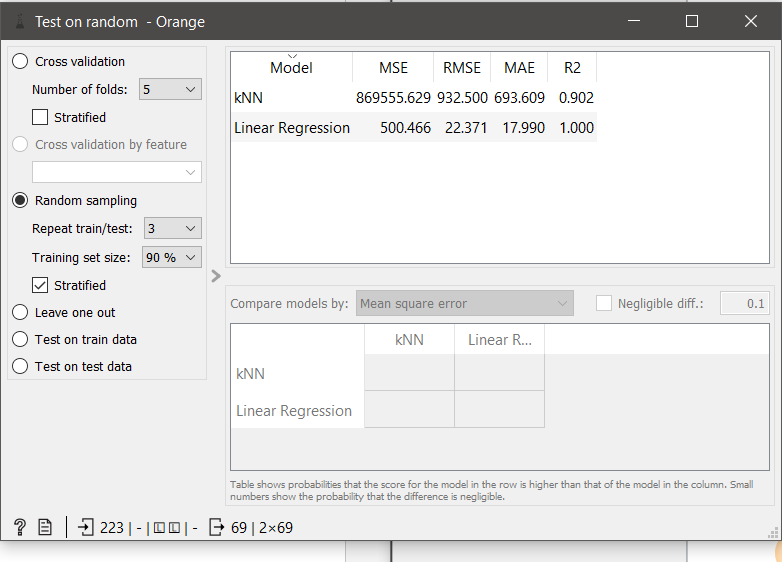 Test on random - Orange
Cross validation
Number of folds: 5
Stratified
Cross validation by feature
Random sampling
Repeat train/test: 3
Training set size: 90 %
Stratified
Leave one out
Test on train data
Test on test data
Model MSE RMSE MAE R2
kNN 869555.629 932.500 693.609 0.902
Linear Regression 500.466 22.371 17.990 1.000
Compare models by: Mean square error Negligible diff.: 0.1
kNN Linear R...
kNN
Linear Regression
Table shows probabilities that the score for the model in the row is higher than that of the model in the column. Small
numbers show the probability that the difference is negligible.
? 223 | - | | - 69 | 2×69